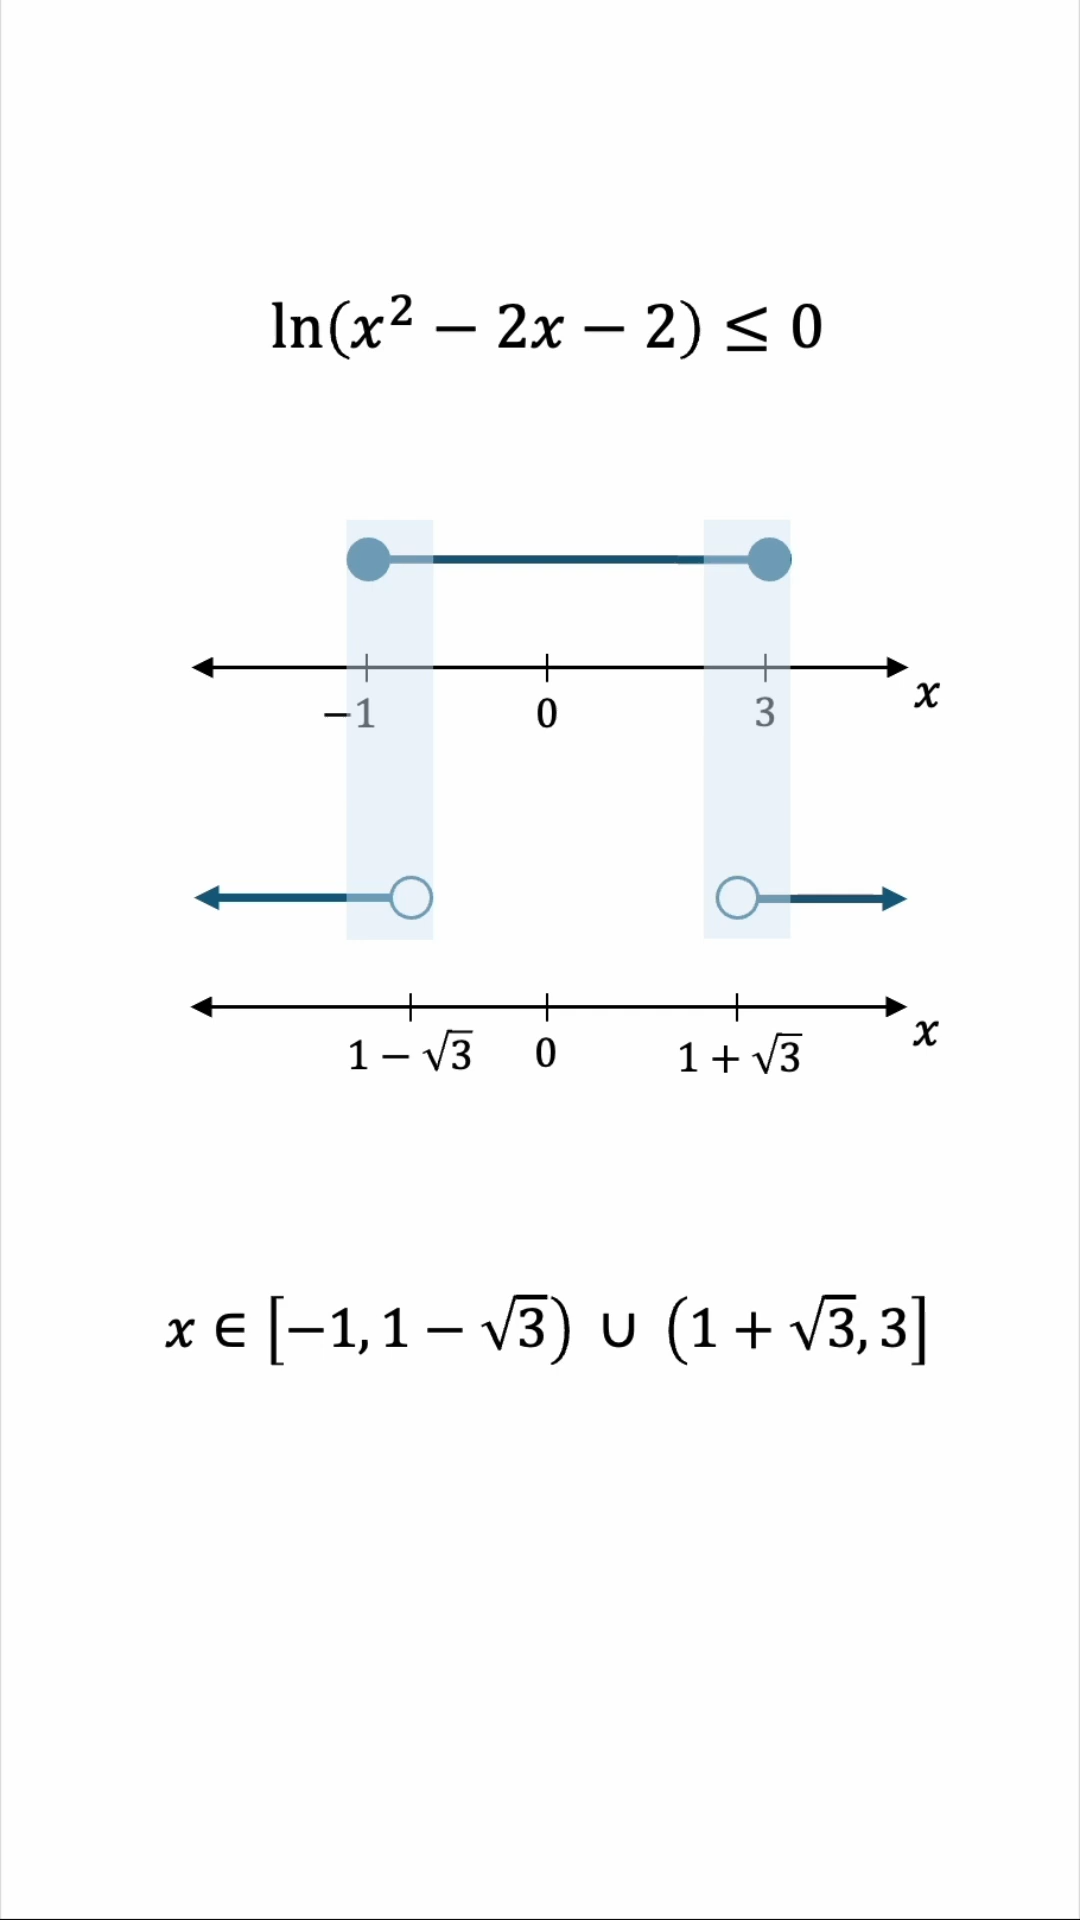 ln(x² − 2x − 2) ≤ 0
−1 0 3 x
1 − √3 0 1 + √3 x
x ∈ [−1, 1 − √3) ∪ (1 + √3, 3]